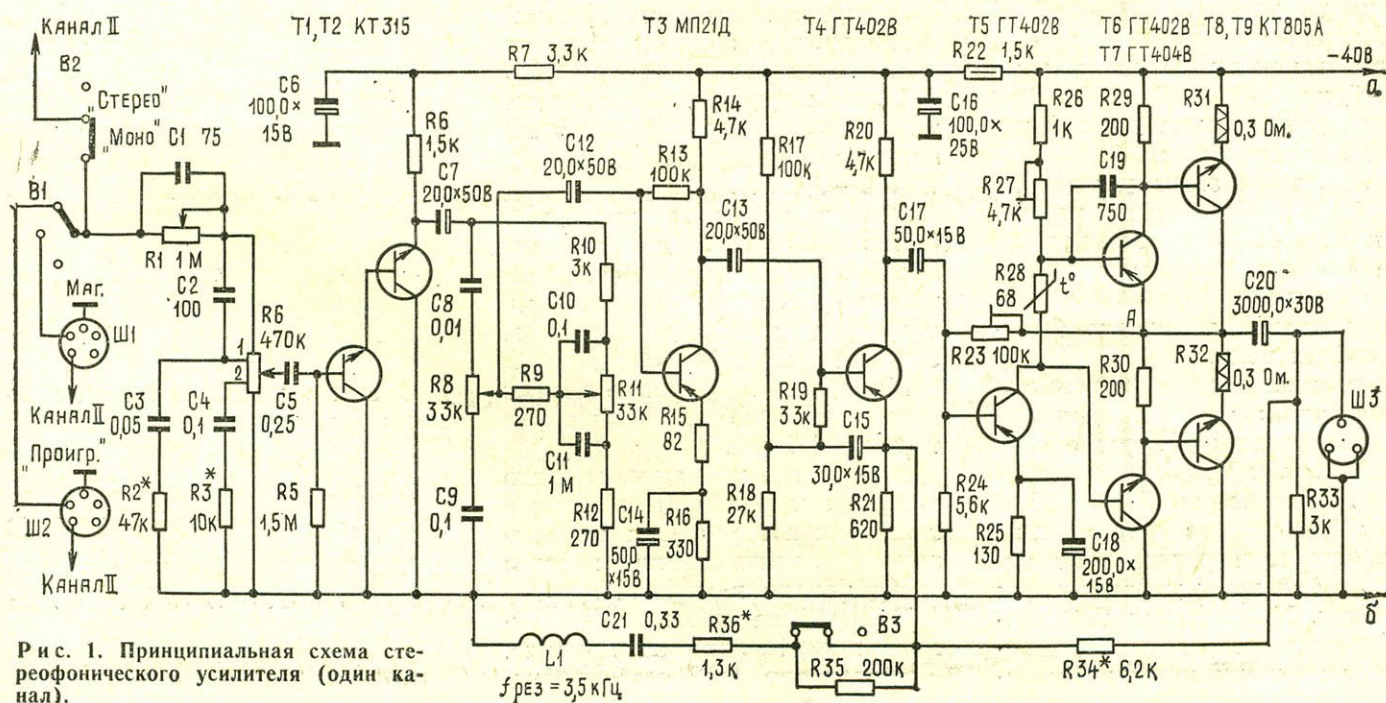 Канал II
В2
"Стерео"
"Моно"
С1 75
В1
R1 1М
С2
100
Маг.
Ш1
Канал II
"Проигр."
Ш2
Канал II
С3
0,05
R2*
47к
С4
0,1
R3*
10к
R6
470к
1
2
С5
0,25
R5
1,5М
Т1, Т2 КТ315
С6
100,0×
15В
R7 3,3к
R6
1,5к
С7
20,0×50В
С8
0,01
R8
33к
С9
0,1
R9
270
С12
20,0×50В
R10
3к
С10
0,1
R11
33к
С11
1М
R12
270
Т3 МП21Д
R14
4,7к
R13
100к
С13
20,0×50В
R15
82
С14
50,0
×15В
R16
330
Т4 ГТ402В
R17
100к
R20
4,7к
R19
33к
С15
30,0×15В
R18
27к
R21
620
С16
100,0×
25В
С17
50,0×15В
Т5 ГТ402В
R22 1,5к
R26
1к
R27
4,7к
R28
68
t°
R23 100к
R24
5,6к
R25
130
С18
200,0×
15В
Т6 ГТ402В
Т7 ГТ404В
R29
200
С19
750
А
R30
200
Т8, Т9 КТ805А
R31
0,3 Ом.
R32
0,3 Ом.
С20
3000,0×30В
R33
3к
Ш3
–40В
а
б
L1
fрез = 3,5 кГц
С21 0,33
R36*
1,3к
В3
R35 200к
R34* 6,2к
Рис. 1. Принципиальная схема сте-
реофонического усилителя (один ка-
нал).